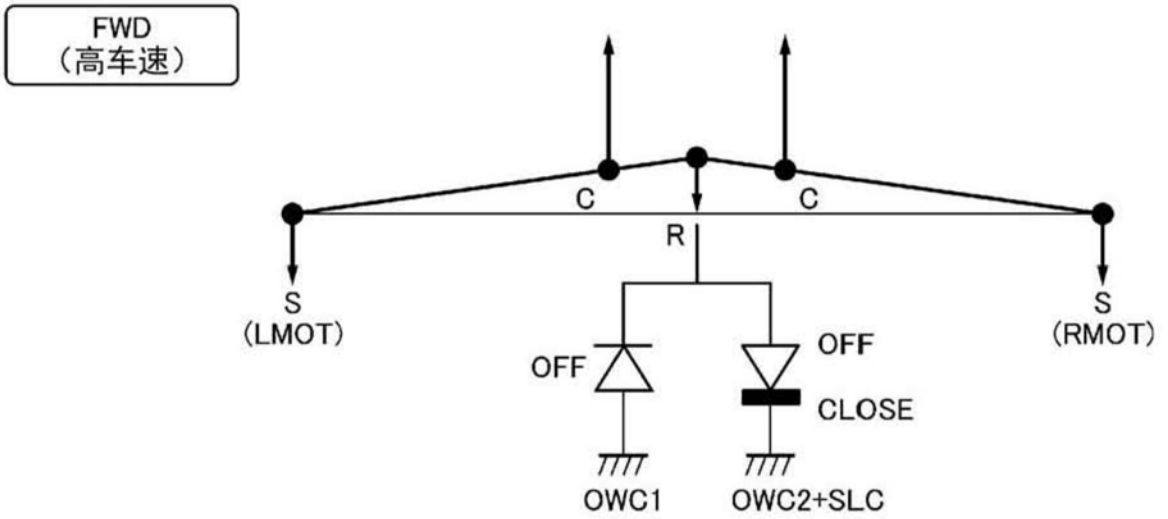 FWD
（高车速）
C
C
R
S
(LMOT)
S
(RMOT)
OFF
OFF
CLOSE
OWC1
OWC2+SLC